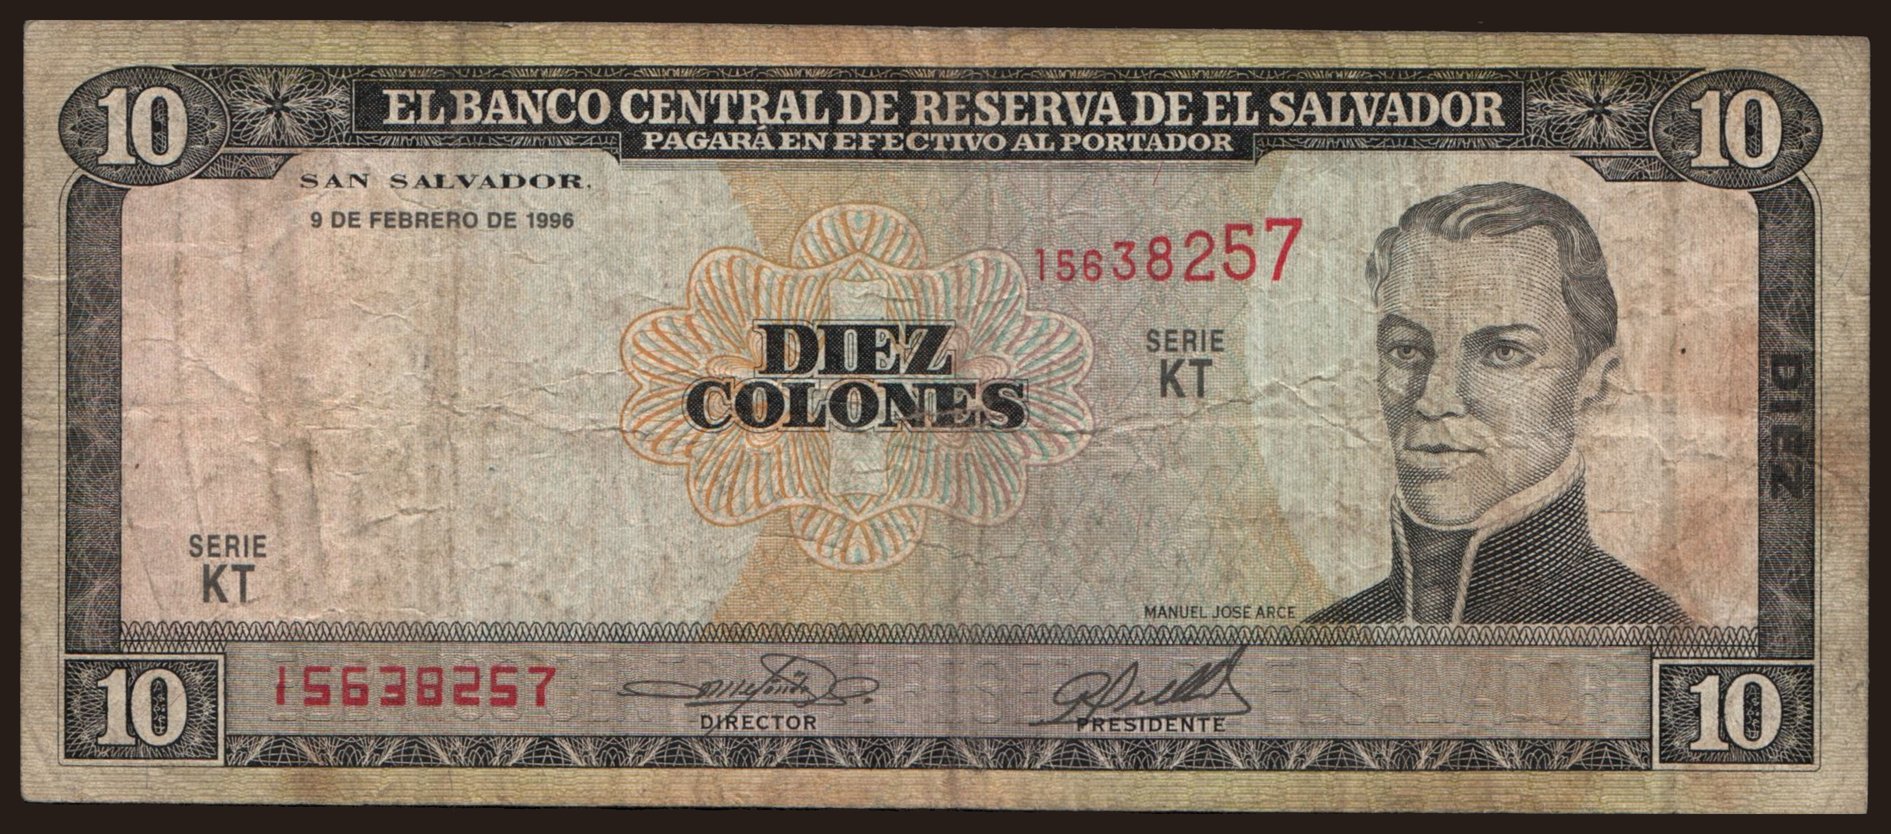 10
EL BANCO CENTRAL DE RESERVA DE EL SALVADOR
10
PAGARÁ EN EFECTIVO AL PORTADOR
SAN SALVADOR,
9 DE FEBRERO DE 1996
15638257
DIEZ
COLONES
SERIE
KT
DIEZ
SERIE
KT
MANUEL JOSE ARCE
10
15638257
DIRECTOR
PRESIDENTE
EL SALVADOR
10